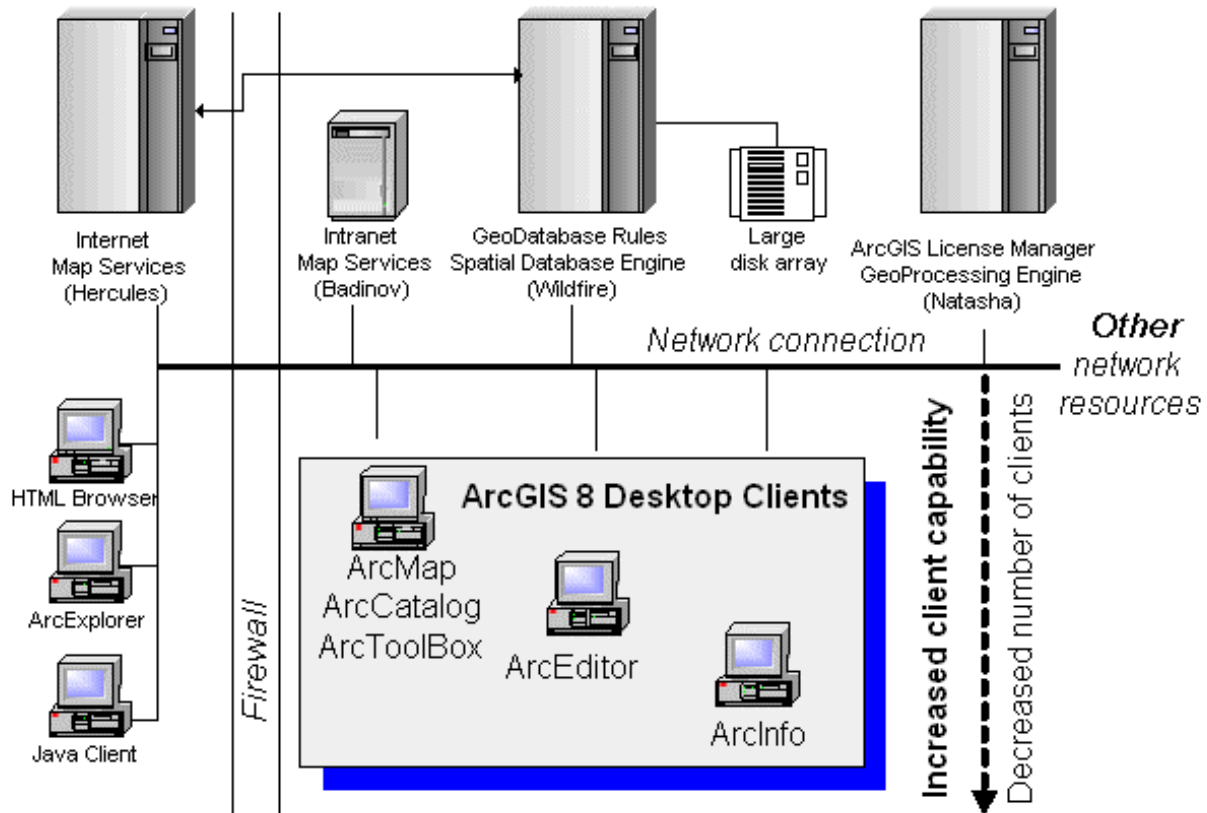 Internet
Map Services
(Hercules)
Intranet
Map Services
(Badinov)
GeoDatabase Rules
Spatial Database Engine
(Wildfire)
Large
disk array
ArcGIS License Manager
GeoProcessing Engine
(Natasha)
Network connection
Other
network
resources
HTML Browser
ArcExplorer
Java Client
Firewall
ArcGIS 8 Desktop Clients
ArcMap
ArcCatalog
ArcToolBox
ArcEditor
ArcInfo
Increased client capability
Decreased number of clients